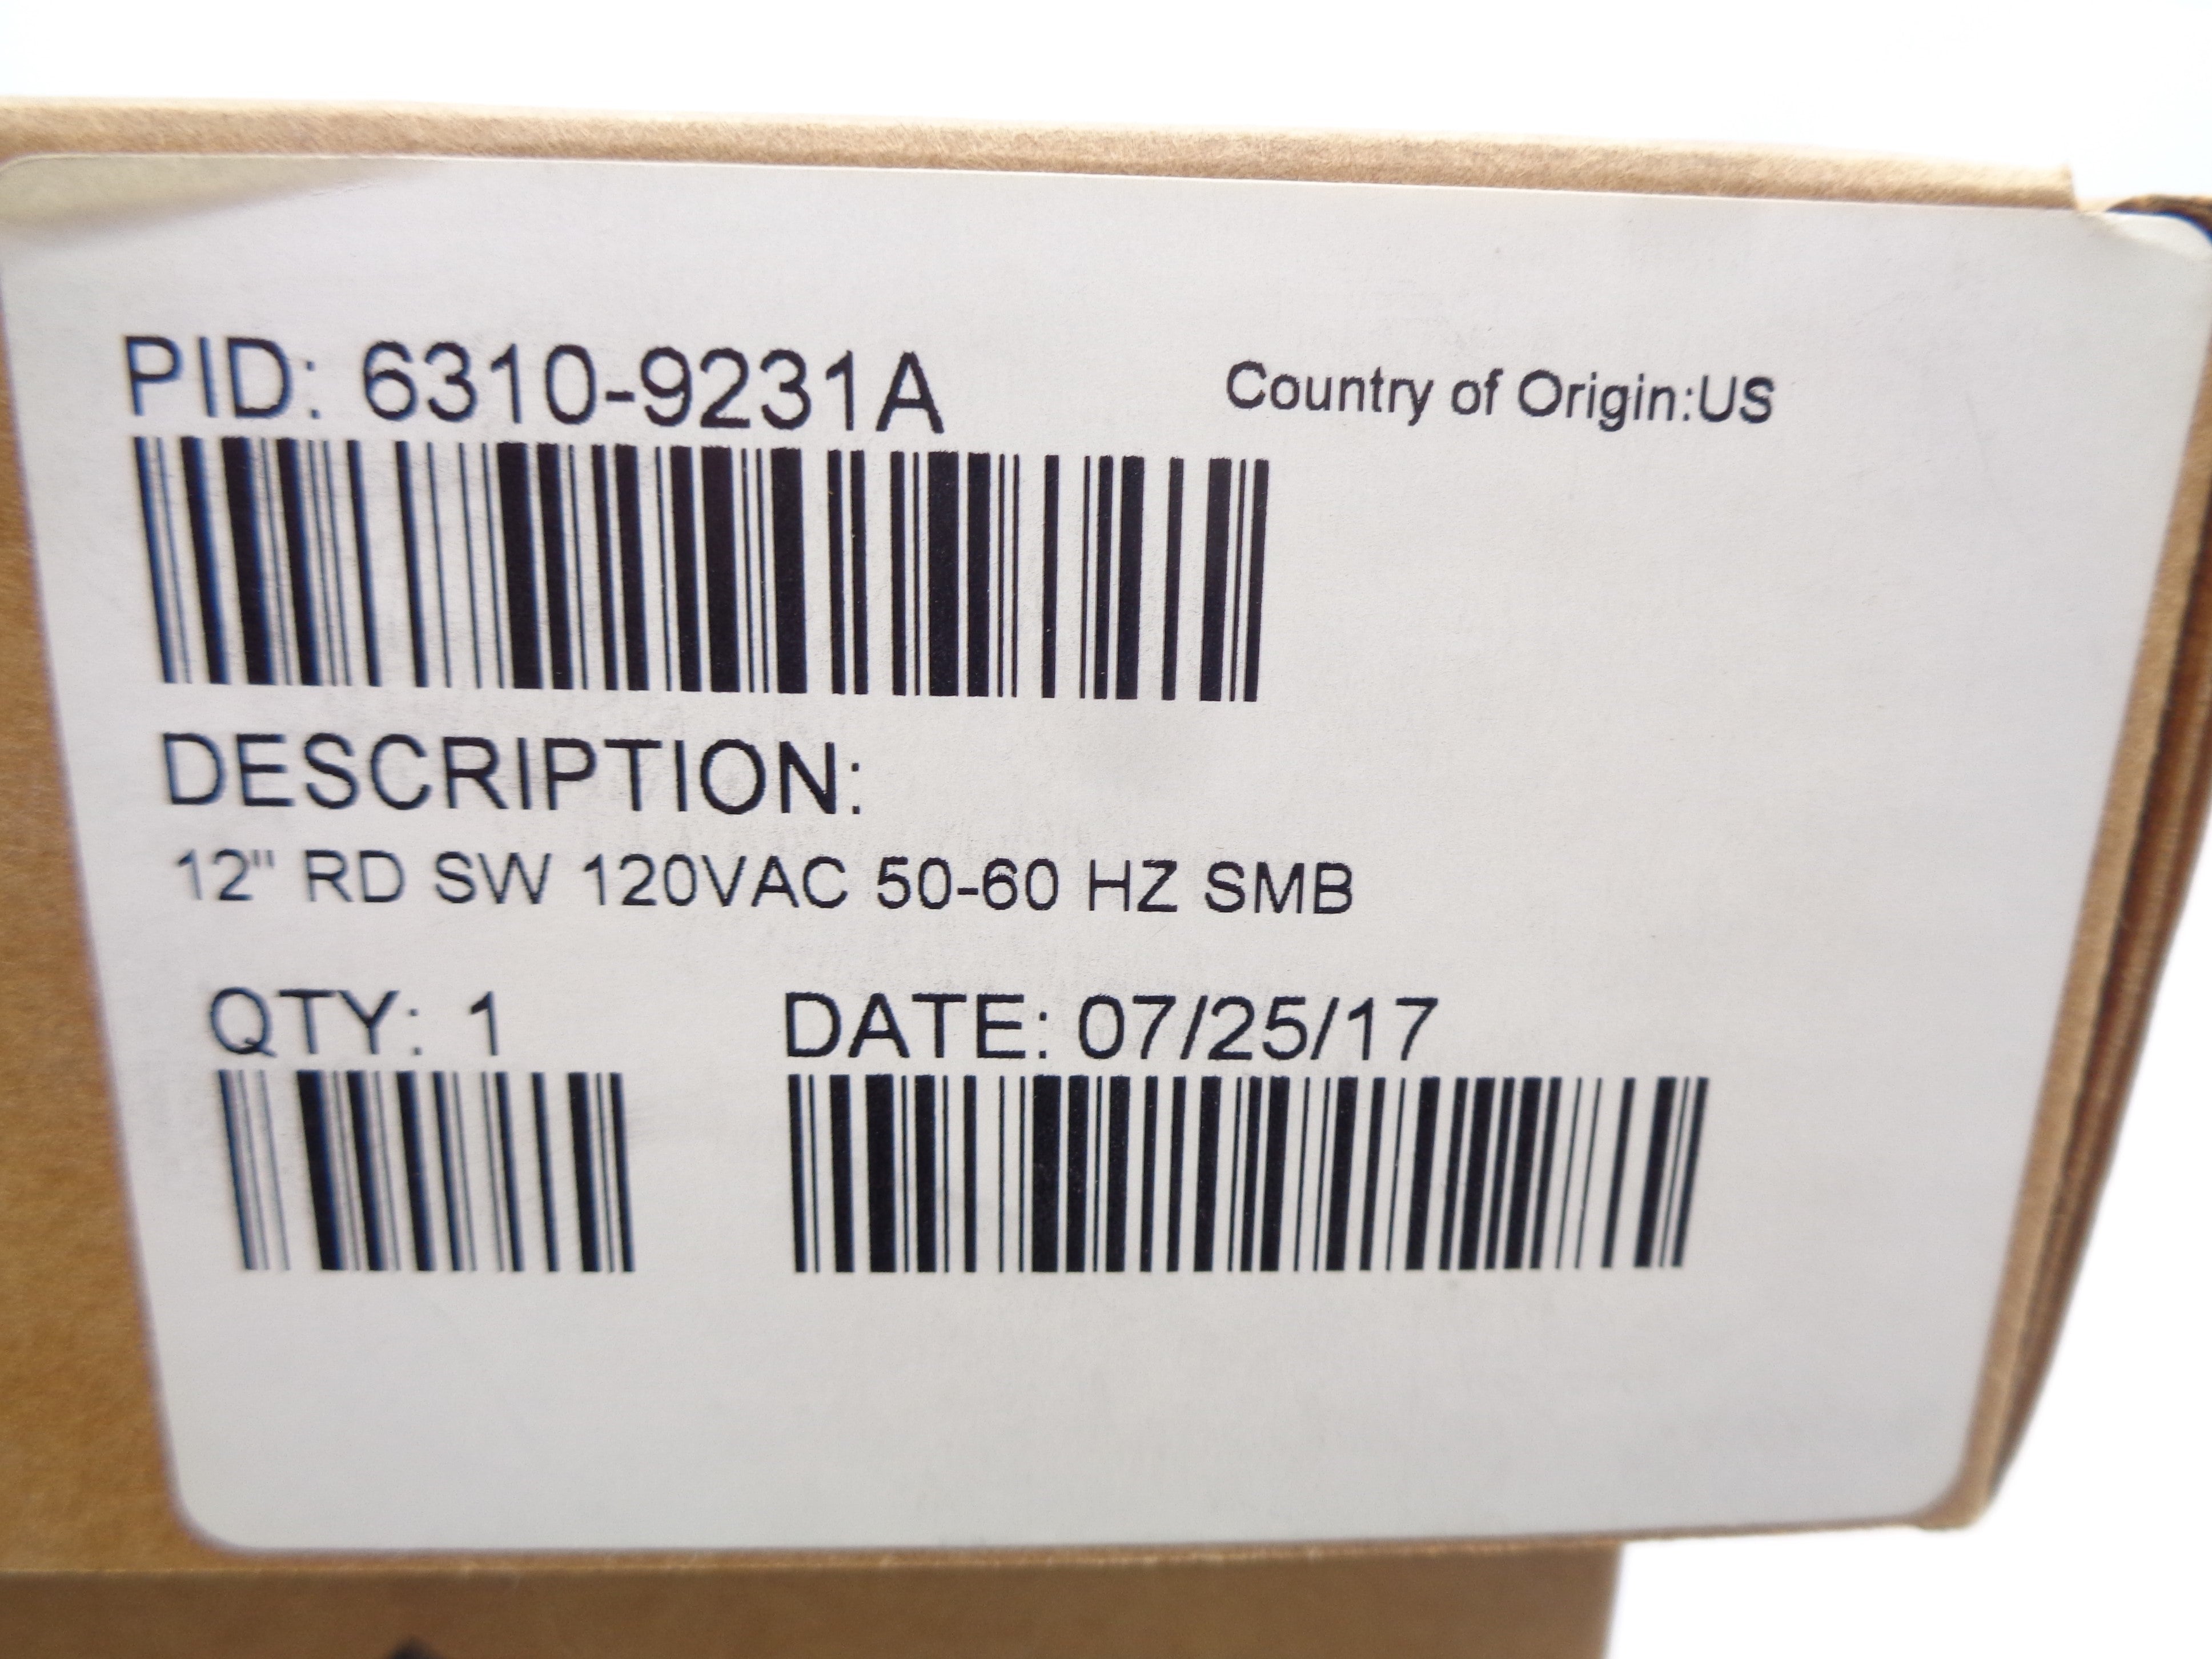 PID: 6310-9231A
Country of Origin:US
DESCRIPTION:
12" RD SW 120VAC 50-60 HZ SMB
QTY: 1
DATE: 07/25/17